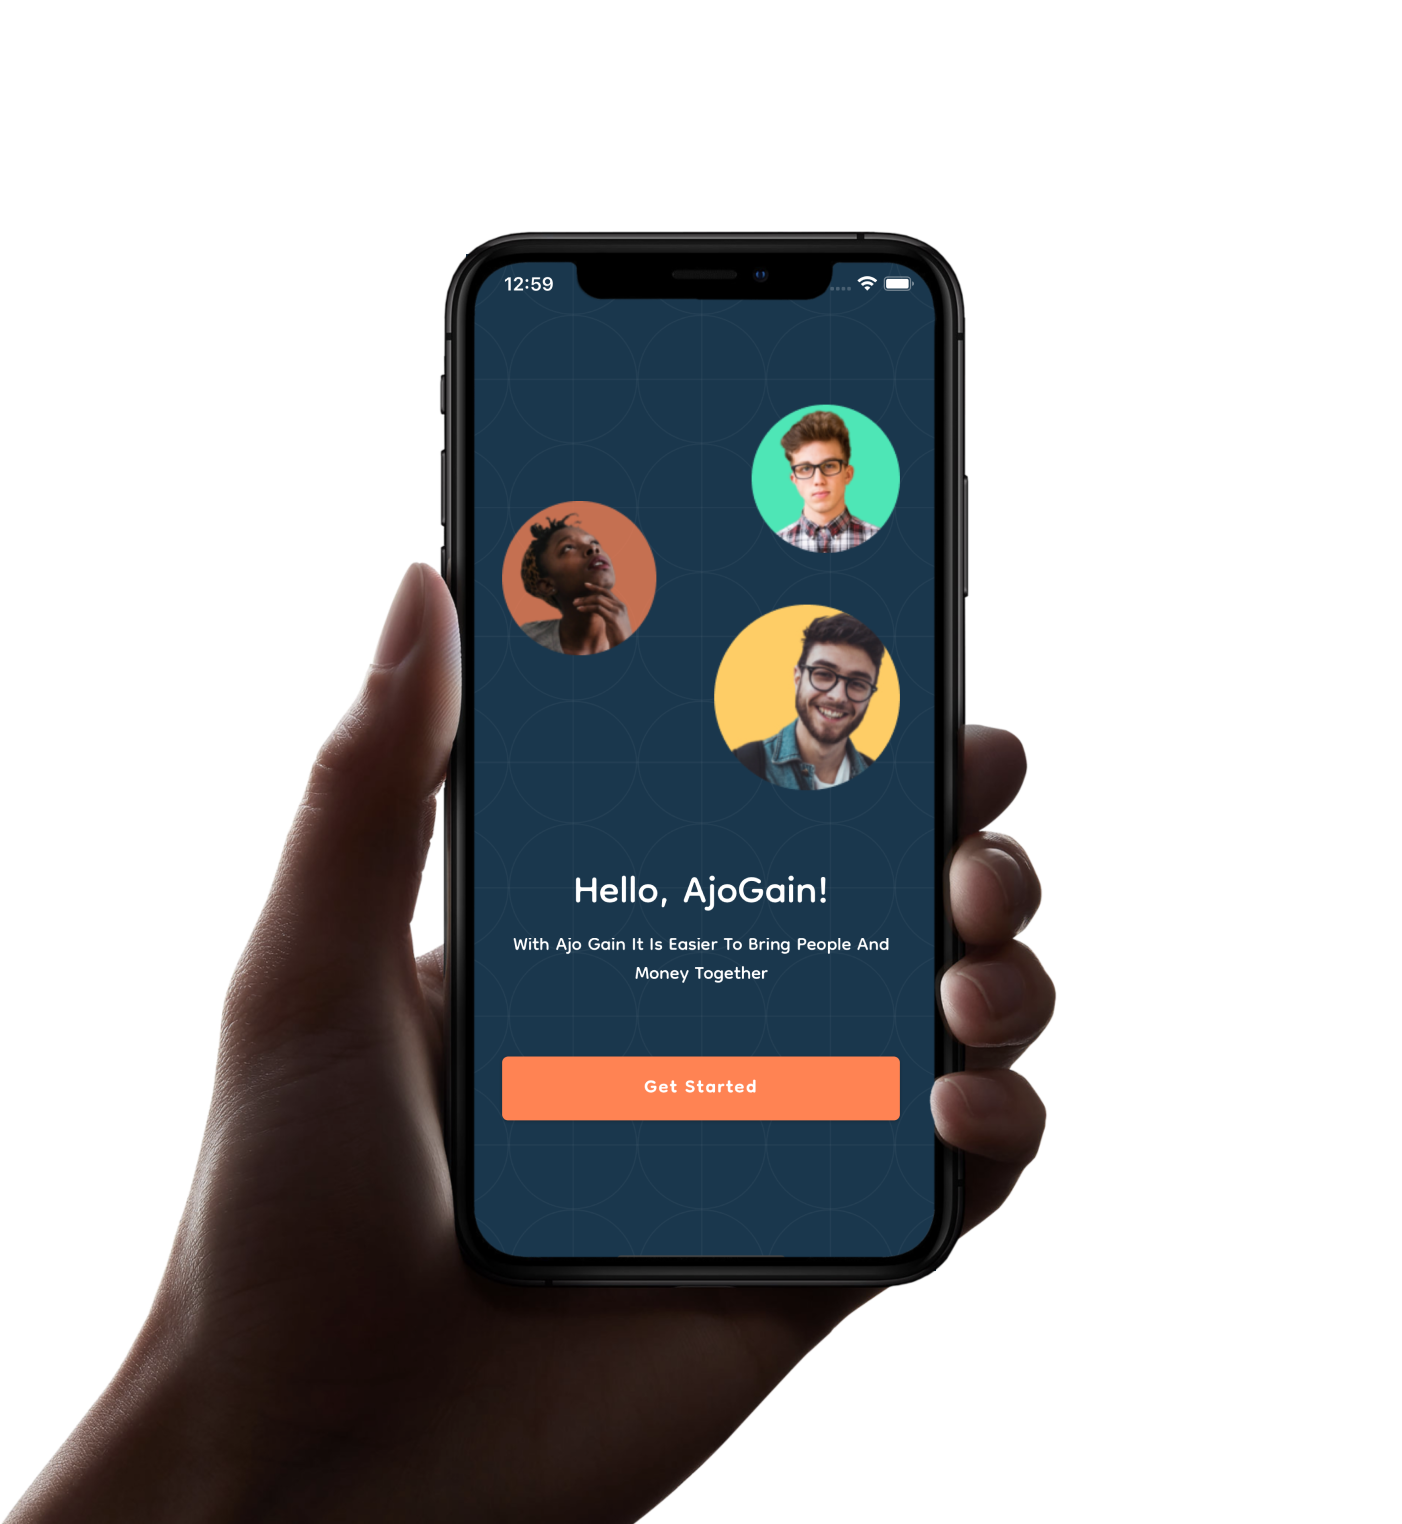 12:59
Hello, AjoGain!
With Ajo Gain It Is Easier To Bring People And
Money Together
Get Started